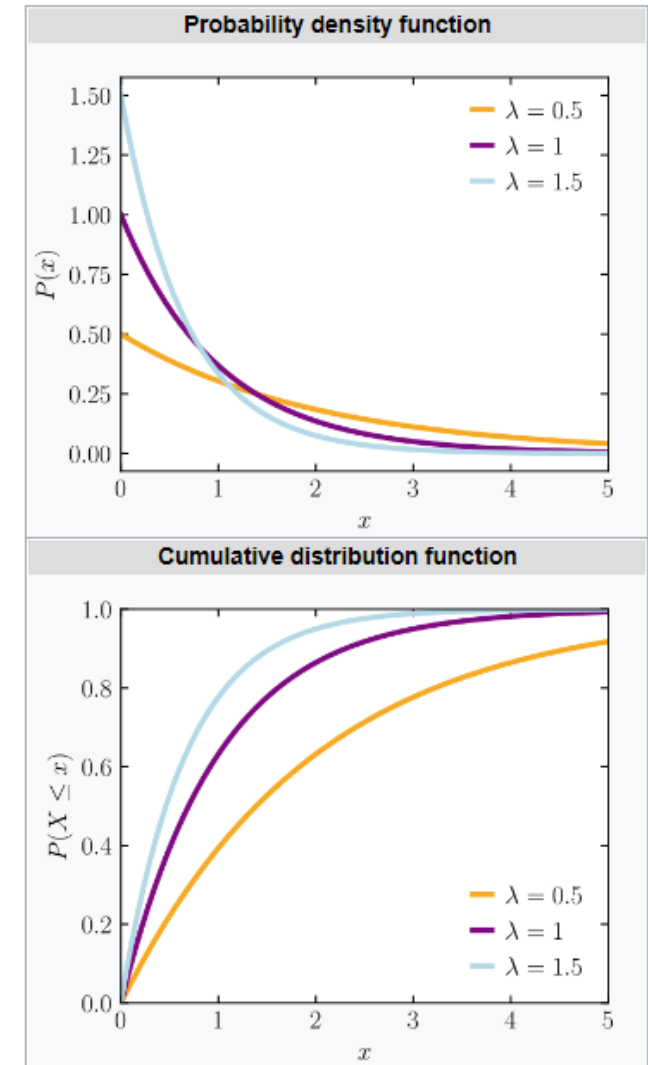 Probability density function
1.50
1.25
1.00
0.75
0.50
0.25
0.00
P(x)
λ = 0.5
λ = 1
λ = 1.5
0 1 2 3 4 5
x
Cumulative distribution function
1.0
0.8
0.6
0.4
0.2
0.0
P(X ≤ x)
λ = 0.5
λ = 1
λ = 1.5
0 1 2 3 4 5
x